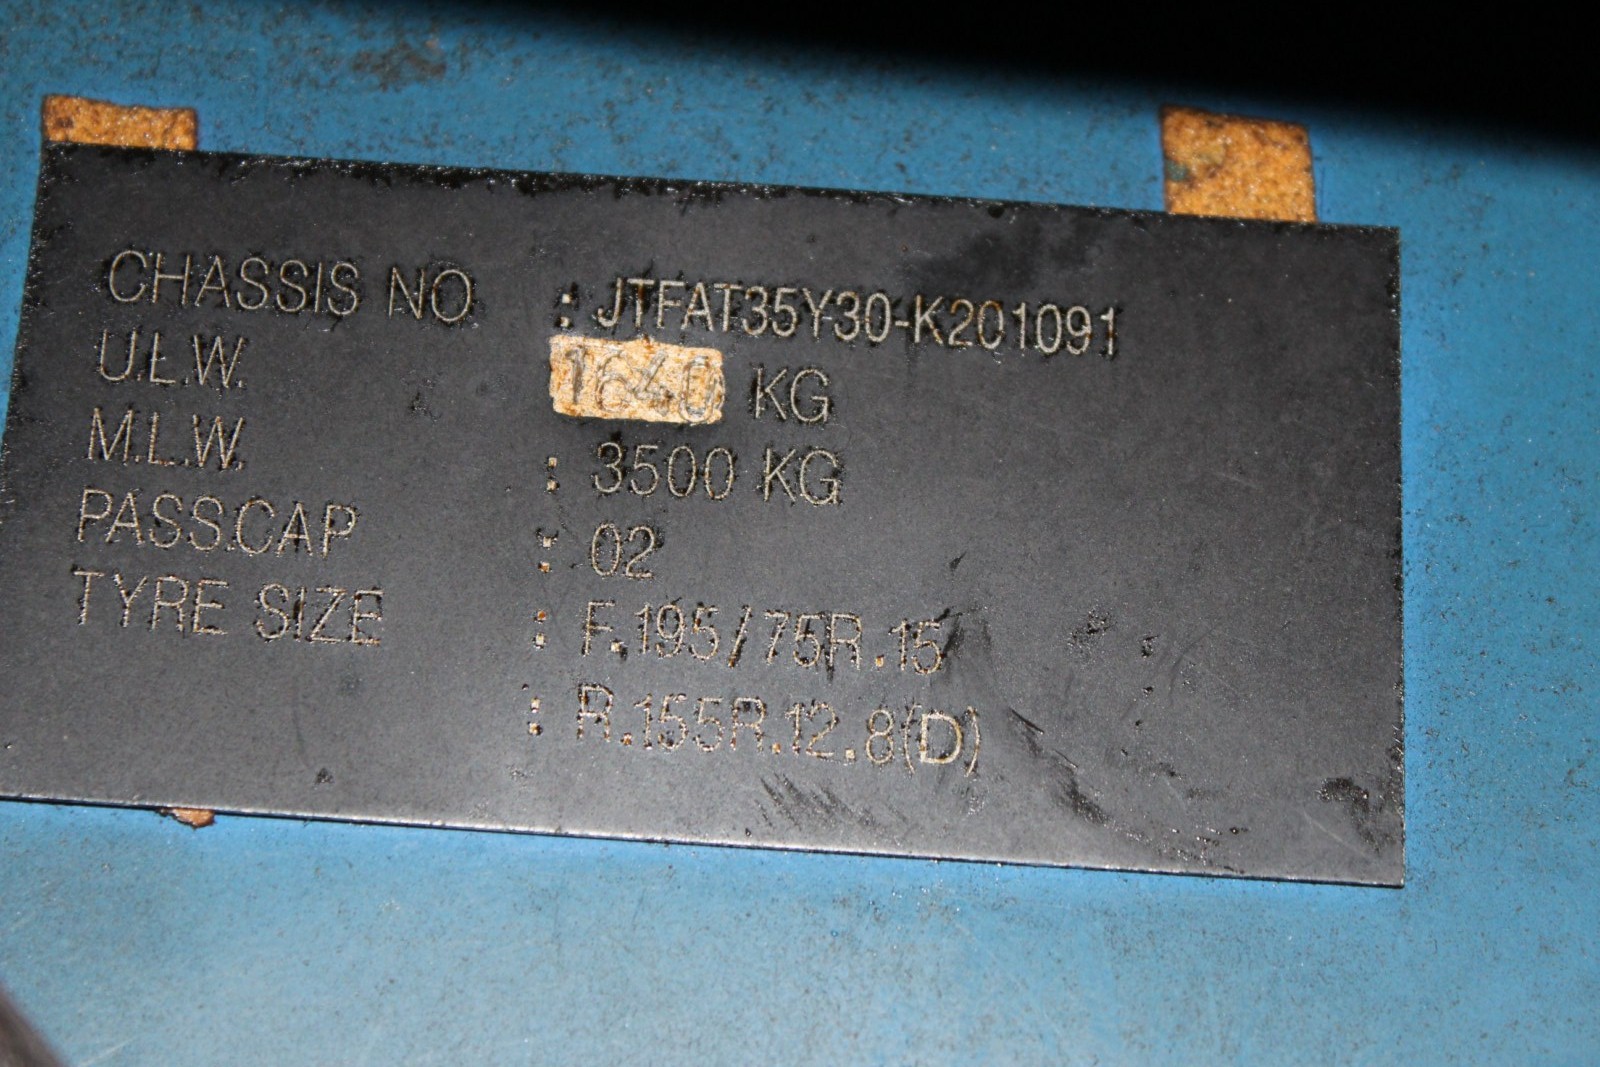 CHASSIS NO : JTFAT35Y30-K201091
U.L.W. 1640 KG
M.L.W. : 3500 KG
PASS.CAP : 02
TYRE SIZE : F.195/75R.15
: R.155R.12.8(D)